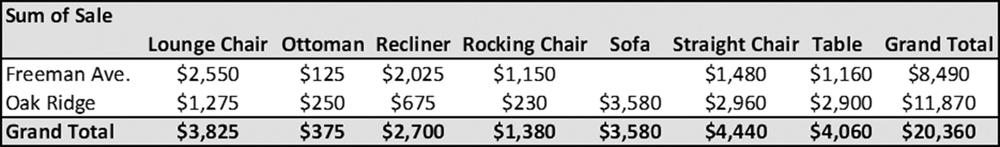 Sum of Sale
Lounge Chair Ottoman Recliner Rocking Chair Sofa Straight Chair Table Grand Total
Freeman Ave. $2,550 $125 $2,025 $1,150 $1,480 $1,160 $8,490
Oak Ridge $1,275 $250 $675 $230 $3,580 $2,960 $2,900 $11,870
Grand Total $3,825 $375 $2,700 $1,380 $3,580 $4,440 $4,060 $20,360